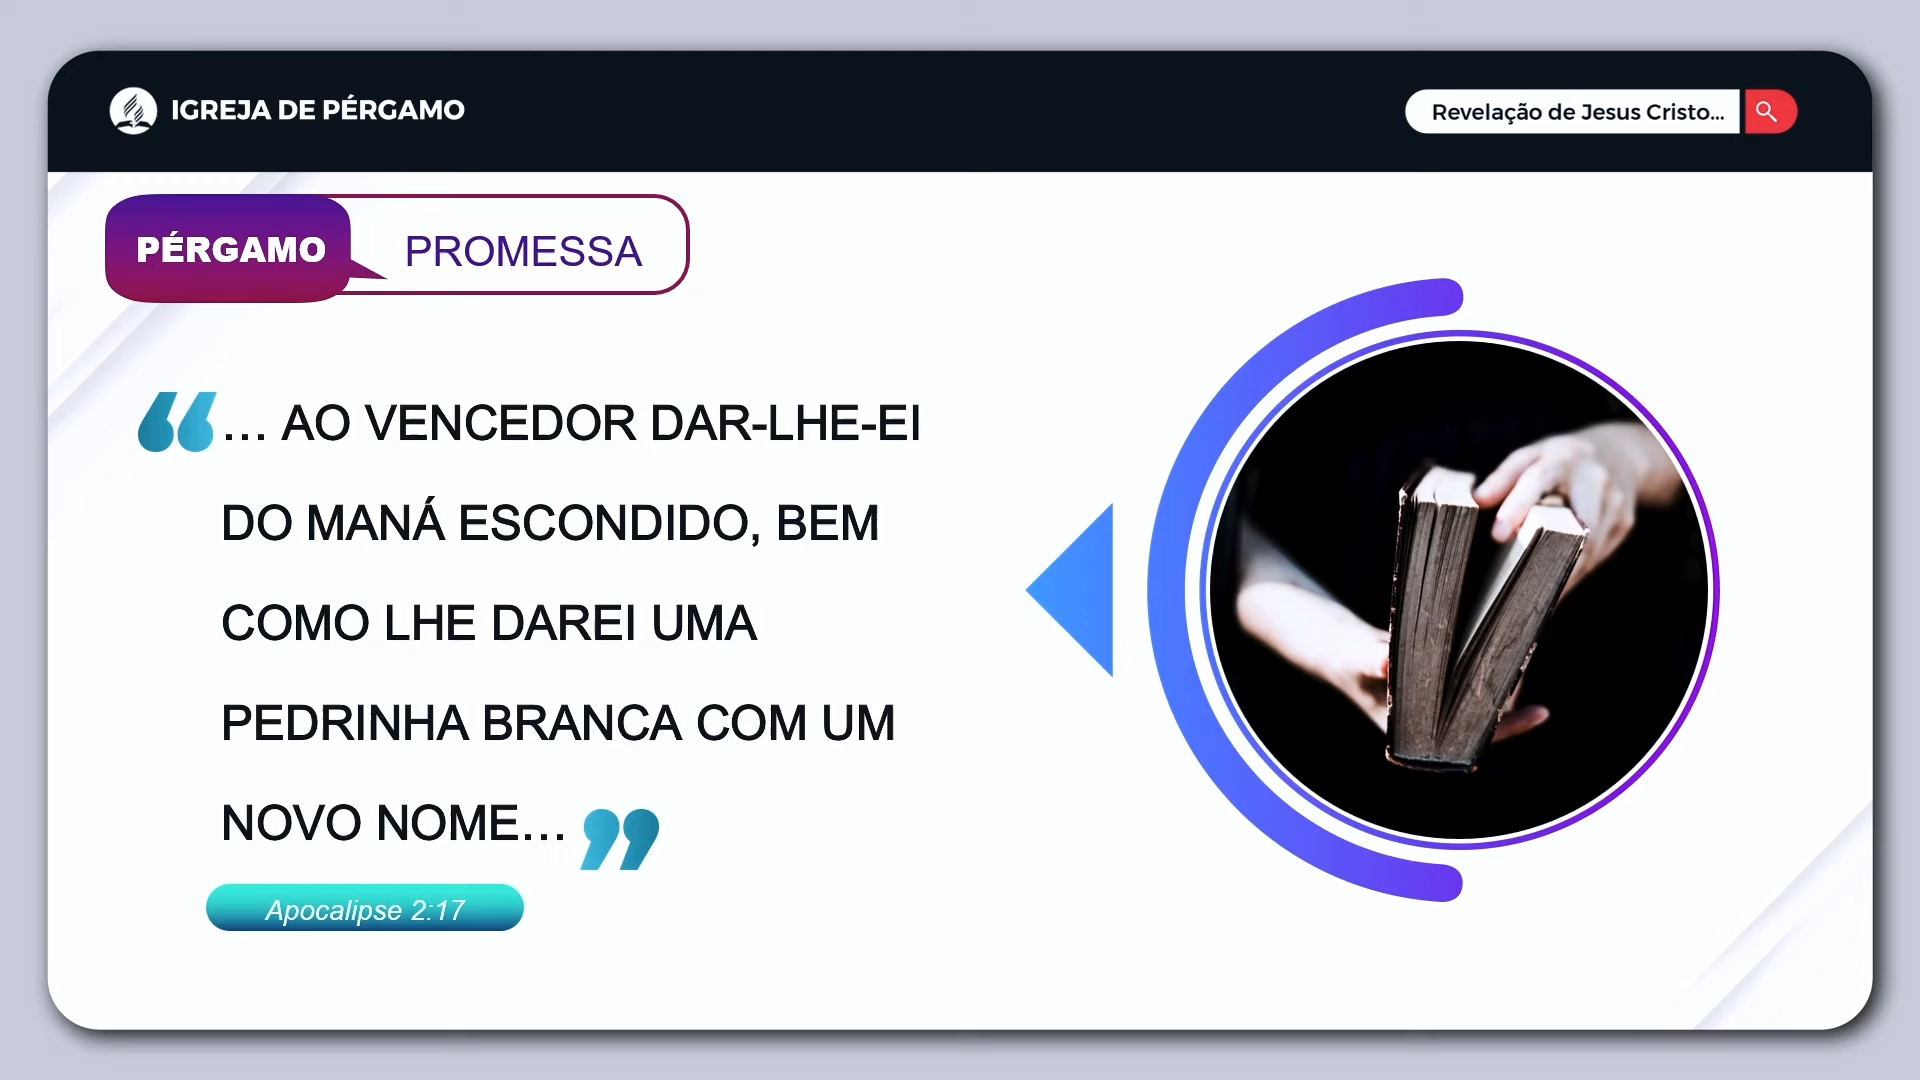 IGREJA DE PÉRGAMO
Revelação de Jesus Cristo...
PÉRGAMO
PROMESSA
“... AO VENCEDOR DAR-LHE-EI
DO MANÁ ESCONDIDO, BEM
COMO LHE DAREI UMA
PEDRINHA BRANCA COM UM
NOVO NOME... ”
Apocalipse 2:17